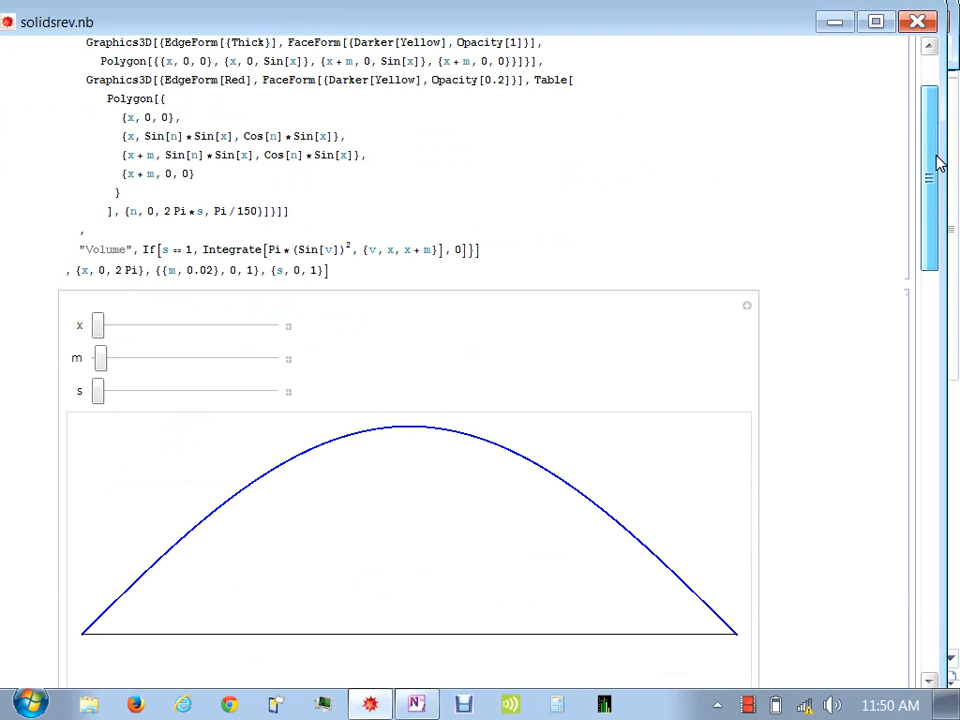 solidsrev.nb
Graphics3D[{EdgeForm[{Thick}], FaceForm[{Darker[Yellow], Opacity[1]}],
Polygon[{{x, 0, 0}, {x, 0, Sin[x]}, {x + m, 0, Sin[x]}, {x + m, 0, 0}}]}],
Graphics3D[{EdgeForm[Red], FaceForm[{Darker[Yellow], Opacity[0.2]}], Table[
Polygon[{
{x, 0, 0},
{x, Sin[n] * Sin[x], Cos[n] * Sin[x]},
{x + m, Sin[n] * Sin[x], Cos[n] * Sin[x]},
{x + m, 0, 0}
}
], {n, 0, 2 Pi * s, Pi / 150}]}]]
,
"Volume", If[s == 1, Integrate[Pi * (Sin[v])^2, {v, x, x + m}], 0]}]
, {x, 0, 2 Pi}, {{m, 0.02}, 0, 1}, {s, 0, 1}]
x
m
s
11:50 AM